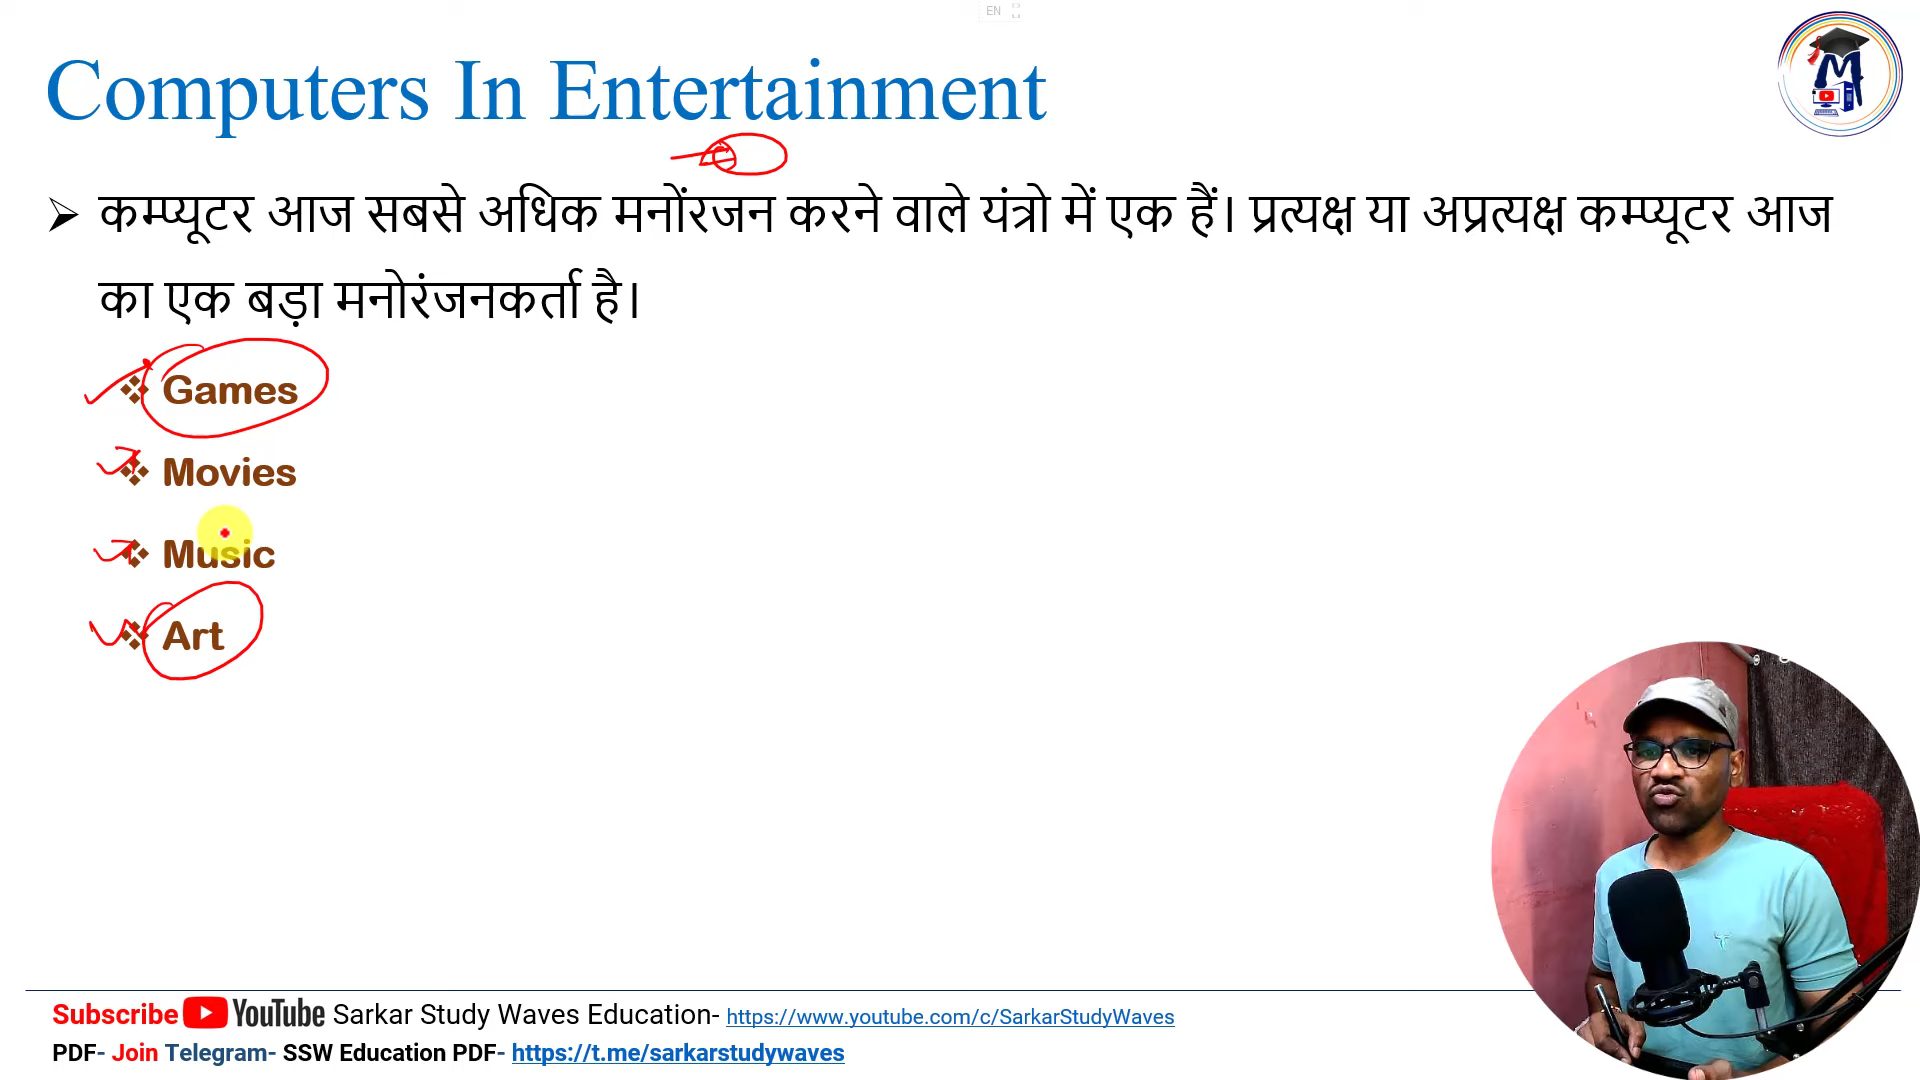 EN
Computers In Entertainment
➢ कम्प्यूटर आज सबसे अधिक मनोंरजन करने वाले यंत्रो में एक हैं। प्रत्यक्ष या अप्रत्यक्ष कम्प्यूटर आज
का एक बड़ा मनोरंजनकर्ता है।
❖ Games
❖ Movies
❖ Music
❖ Art
Subscribe YouTube Sarkar Study Waves Education- https://www.youtube.com/c/SarkarStudyWaves
PDF- Join Telegram- SSW Education PDF- https://t.me/sarkarstudywaves